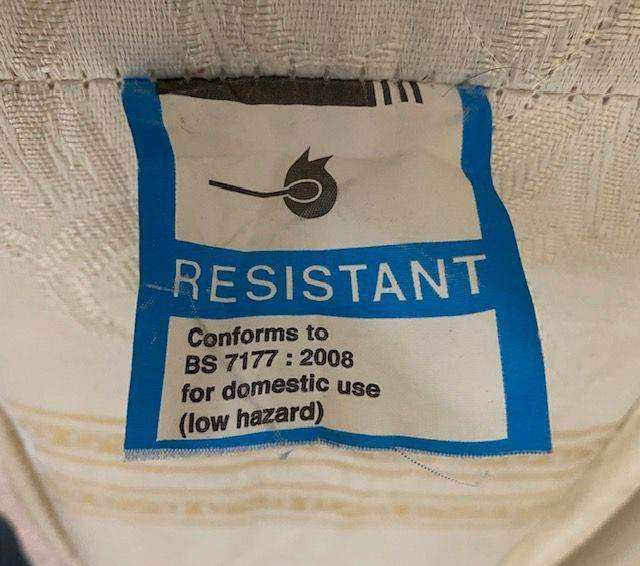 RESISTANT
Conforms to
BS 7177 : 2008
for domestic use
(low hazard)